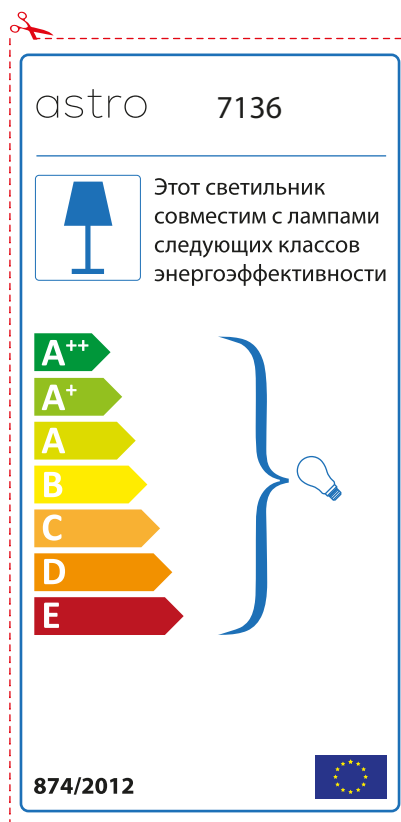 astro 7136
Этот светильник
совместим с лампами
следующих классов
энергоэффективности
A++
A+
A
B
C
D
E
874/2012